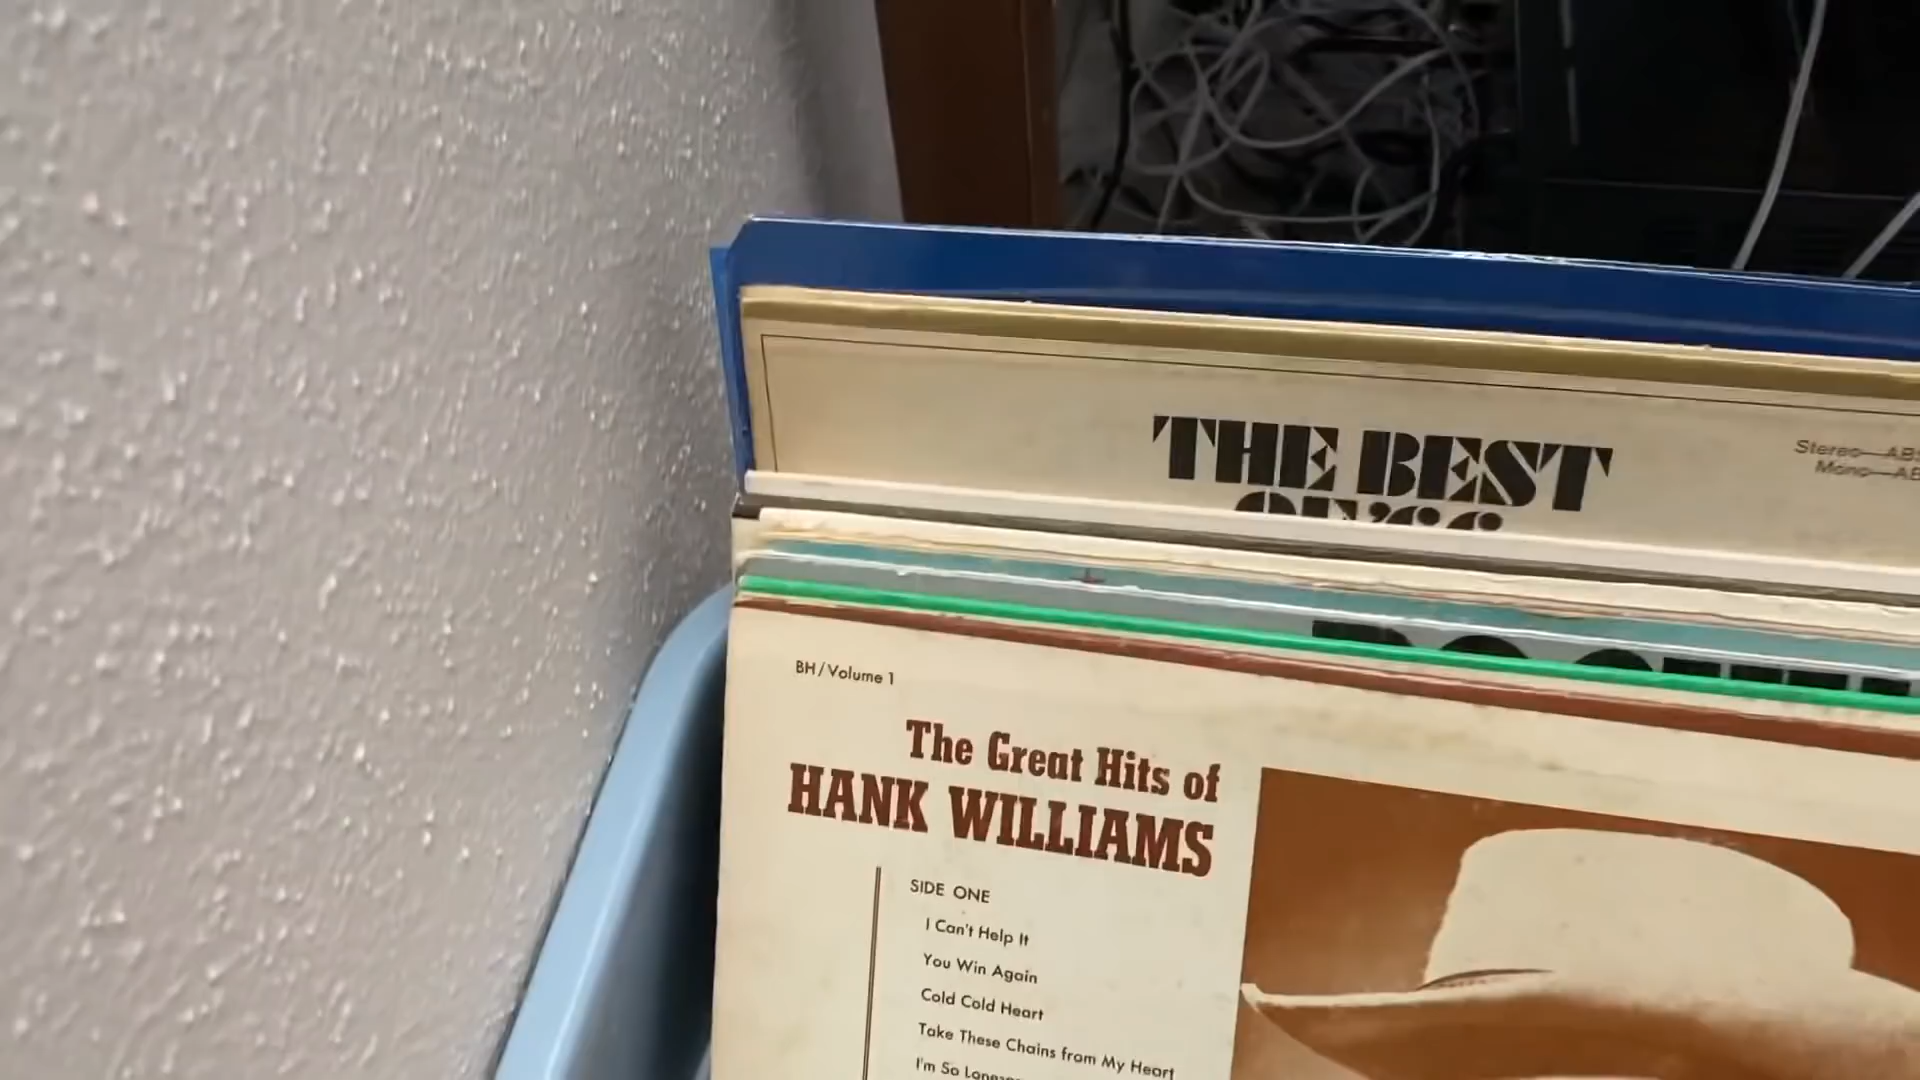 THE BEST
Stereo—ABS
Mono—AB
BH/Volume 1
The Great Hits of
HANK WILLIAMS
SIDE ONE
I Can't Help It
You Win Again
Cold Cold Heart
Take These Chains from My Heart
I'm So